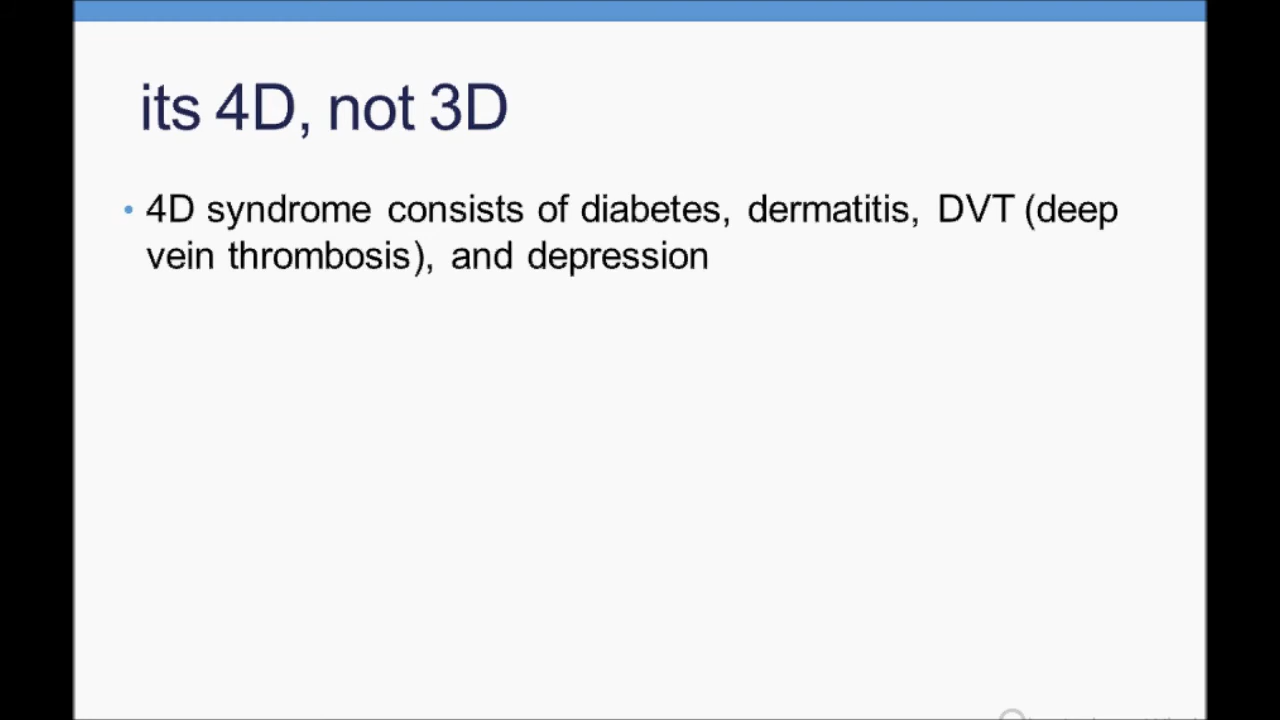 its 4D, not 3D
• 4D syndrome consists of diabetes, dermatitis, DVT (deep
vein thrombosis), and depression